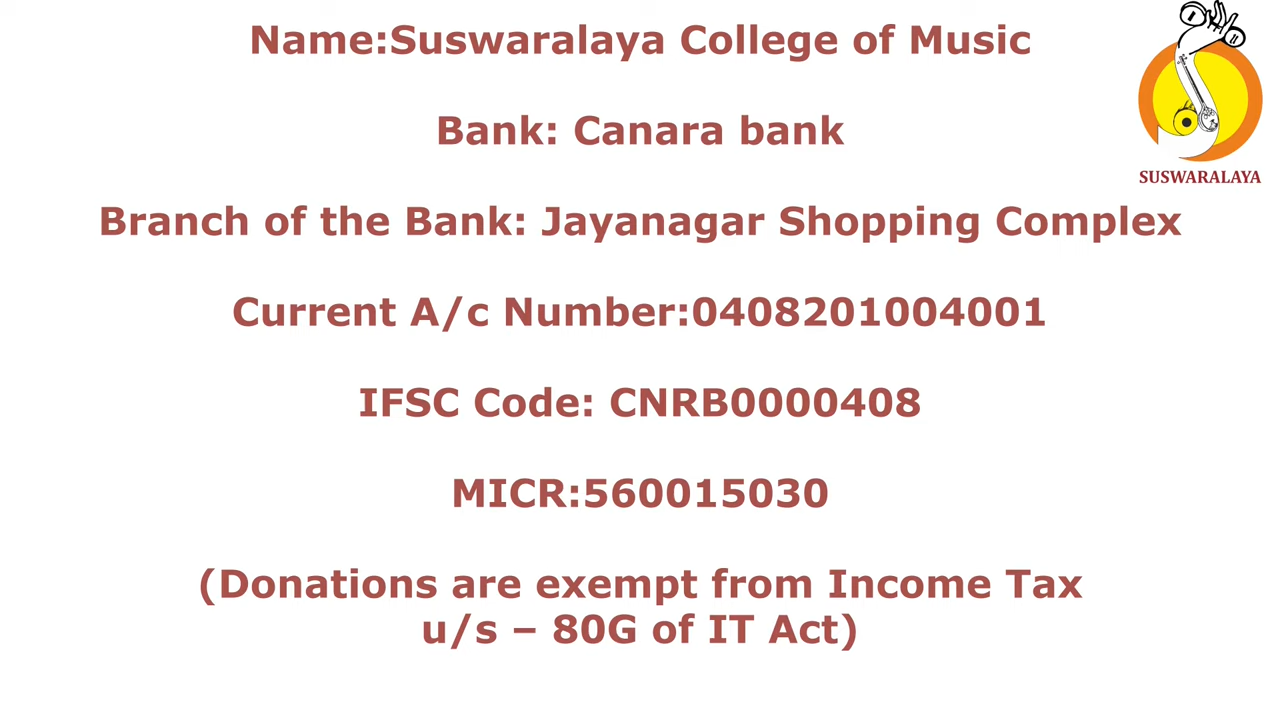 Name:Suswaralaya College of Music
SUSWARALAYA
Bank: Canara bank
Branch of the Bank: Jayanagar Shopping Complex
Current A/c Number:0408201004001
IFSC Code: CNRB0000408
MICR:560015030
(Donations are exempt from Income Tax
u/s – 80G of IT Act)